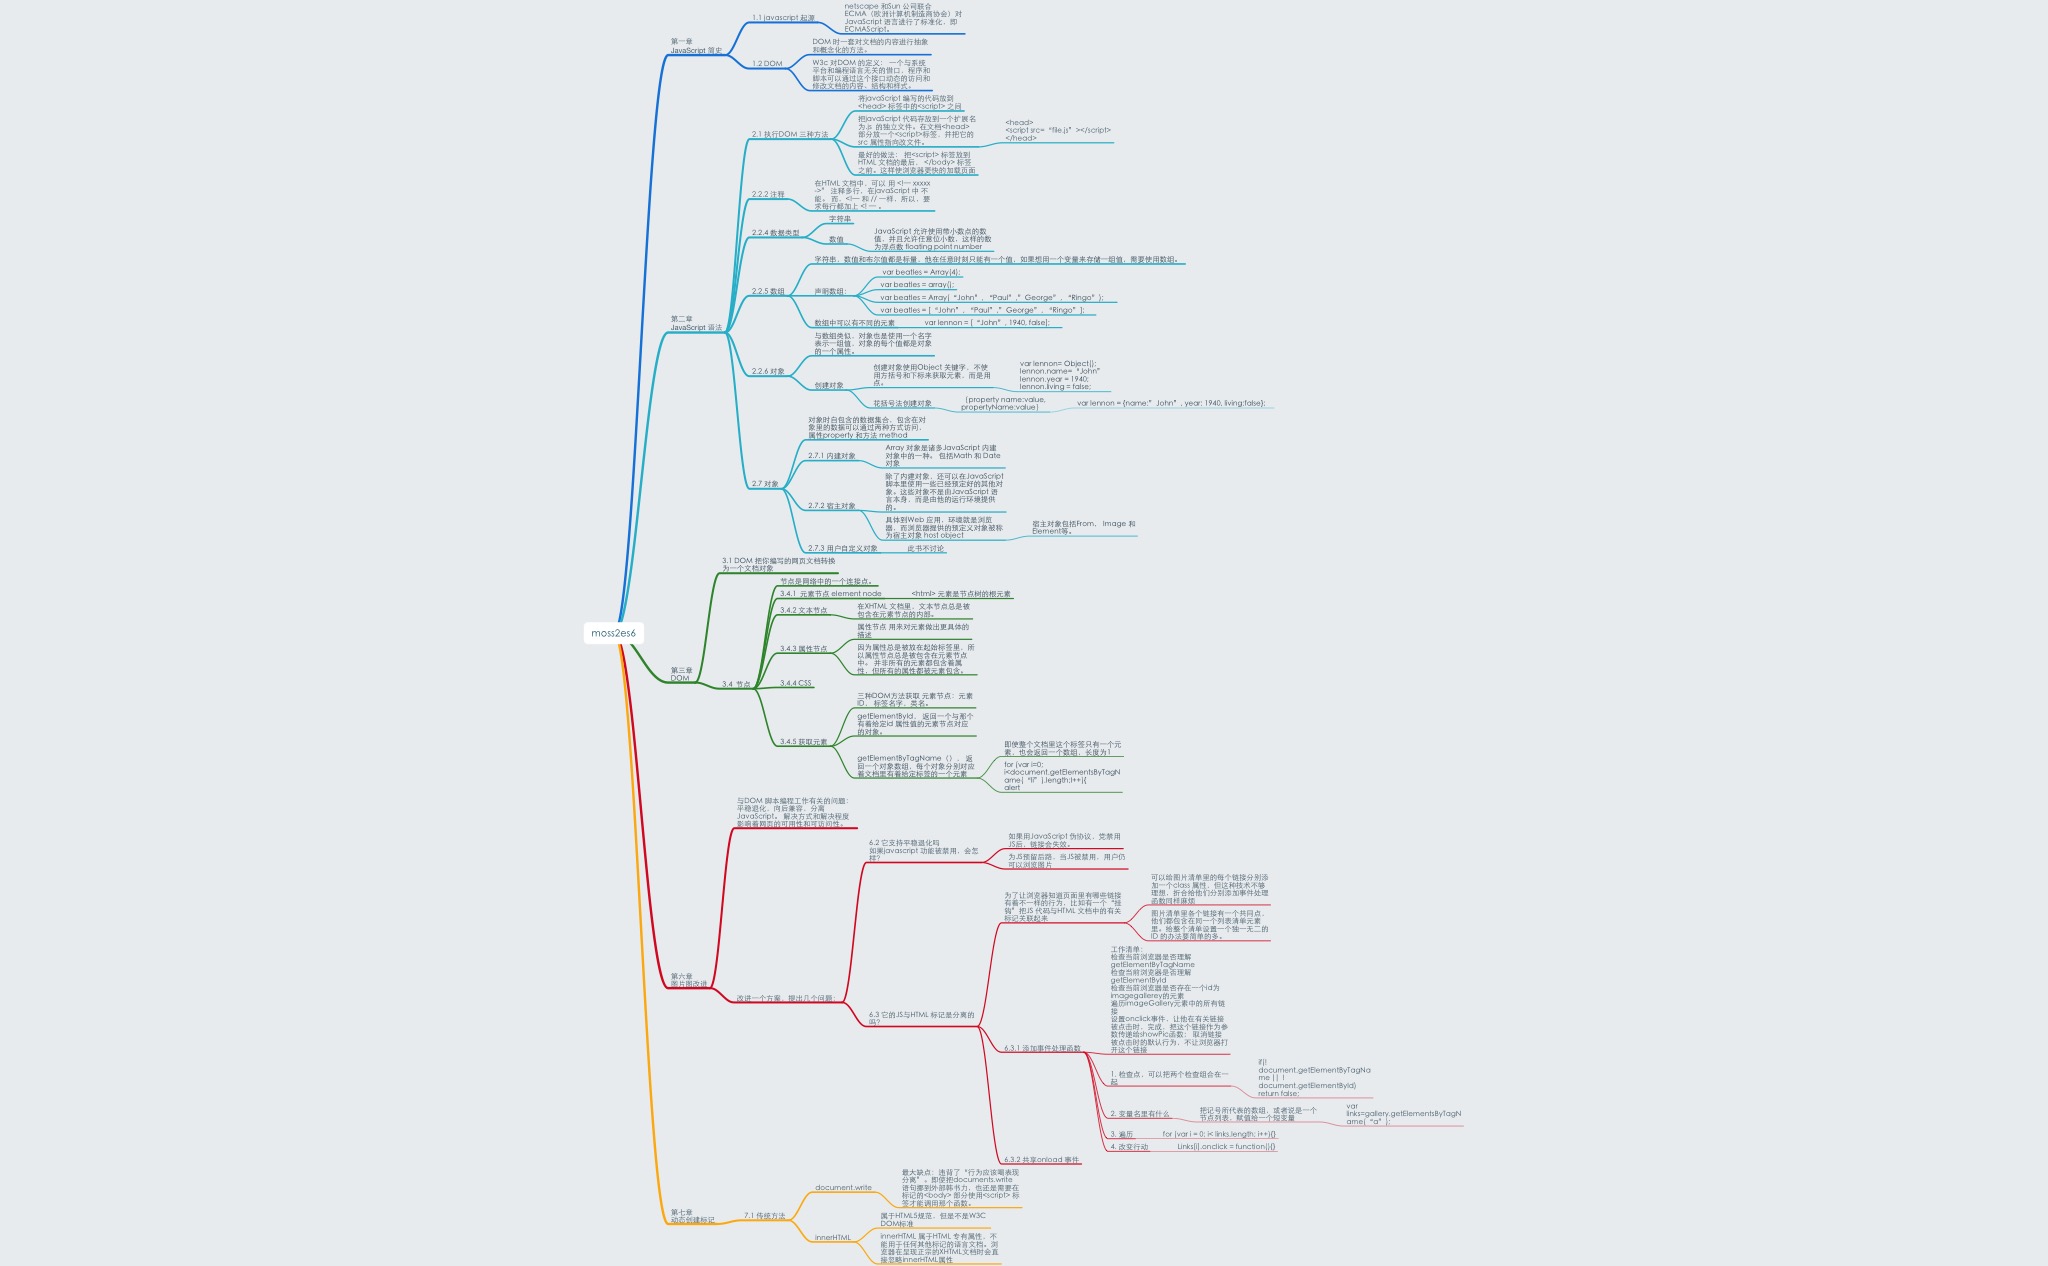 moss2es6
第一章
JavaScript 简史
1.1 javascript 起源
netscape 和Sun 公司联合
ECMA（欧洲计算机制造商协会）对
JavaScript 语言进行了标准化，即
ECMAScript。
1.2 DOM
DOM 时一套对文档的内容进行抽象
和概念化的方法。
W3c 对DOM 的定义： 一个与系统
平台和编程语言无关的借口，程序和
脚本可以通过这个接口动态的访问和
修改文档的内容，结构和样式。
第二章
JavaScript 语法
2.1 执行DOM 三种方法
将javaScript 编写的代码放到
<head> 标签中的<script> 之间
把javaScript 代码存放到一个扩展名
为.js 的独立文件。在文档<head>
部分放一个<script>标签，并把它的
src 属性指向改文件。
<head>
<script src=“file.js”></script>
</head>
最好的做法： 把<script> 标签放到
HTML 文档的最后， </body> 标签
之前。这样使浏览器更快的加载页面
2.2.2 注释
在HTML 文档中，可以 用 <!— xxxxx
->” 注释多行，在javaScript 中 不
能。 而，<!— 和 // 一样，所以，要
求每行都加上 <! — 。
2.2.4 数据类型
字符串
数值
JavaScript 允许使用带小数点的数
值，并且允许任意位小数，这样的数
为浮点数 floating point number
2.2.5 数组
字符串，数值和布尔值都是标量，他在任意时刻只能有一个值，如果想用一个变量来存储一组值，需要使用数组。
声明数组：
var beatles = Array(4);
var beatles = array();
var beatles = Array(“John”, “Paul”,”George”, “Ringo”);
var beatles = [“John”, “Paul”,”George”, “Ringo”];
数组中可以有不同的元素
var lennon = [“John”, 1940, false];
2.2.6 对象
与数组类似，对象也是使用一个名字
表示一组值，对象的每个值都是对象
的一个属性。
创建对象
创建对象使用Object 关键字，不使
用方括号和下标来获取元素，而是用
点。
var lennon= Object();
lennon.name=“John”
lennon.year = 1940;
lennon.living = false;
花括号法创建对象
{property name:value,
propertyName:value}
var lennon = {name:”John”, year: 1940, living:false};
2.7 对象
对象时自包含的数据集合，包含在对
象里的数据可以通过两种方式访问，
属性property 和方法 method
2.7.1 内建对象
Array 对象是诸多JavaScript 内建
对象中的一种。 包括Math 和 Date
对象
2.7.2 宿主对象
除了内建对象，还可以在JavaScript
脚本里使用一些已经预定好的其他对
象。这些对象不是由JavaScript 语
言本身，而是由他的运行环境提供
的。
具体到Web 应用，环境就是浏览
器，而浏览器提供的预定义对象被称
为宿主对象 host object
宿主对象包括From， Image 和
Element等。
2.7.3 用户自定义对象
此书不讨论
第三章
DOM
3.1 DOM 把你编写的网页文档转换
为一个文档对象
3.4 节点
节点是网络中的一个连接点。
3.4.1 元素节点 element node
<html> 元素是节点树的根元素
3.4.2 文本节点
在XHTML 文档里，文本节点总是被
包含在元素节点的内部。
3.4.3 属性节点
属性节点 用来对元素做出更具体的
描述
因为属性总是被放在起始标签里，所
以属性节点总是被包含在元素节点
中。 并非所有的元素都包含着属
性，但所有的属性都被元素包含。
3.4.4 CSS
3.4.5 获取元素
三种DOM方法获取 元素节点：元素
ID， 标签名字，类名。
getElementById， 返回一个与那个
有着给定id 属性值的元素节点对应
的对象。
getElementByTagName（）， 返
回一个对象数组，每个对象分别对应
着文档里有着给定标签的一个元素
即使整个文档里这个标签只有一个元
素，也会返回一个数组，长度为1
for (var i=0;
i<document.getElementsByTagN
ame(“li”).length;i++){
alert
第六章
图片图改进
与DOM 脚本编程工作有关的问题：
平稳退化，向后兼容，分离
JavaScript。 解决方式和解决程度
影响着网页的可用性和可访问性。
改进一个方案，提出几个问题：
6.2 它支持平稳退化吗
如果javascript 功能被禁用，会怎
样？
如果用JavaScript 伪协议，党禁用
JS后，链接会失效。
为JS预留后路，当JS被禁用，用户仍
可以浏览图片
6.3 它的JS与HTML 标记是分离的
吗？
为了让浏览器知道页面里有哪些链接
有着不一样的行为，比如有一个“挂
钩”把JS 代码与HTML 文档中的有关
标记关联起来
可以给图片清单里的每个链接分别添
加一个class 属性，但这种技术不够
理想，折合给他们分别添加事件处理
函数同样麻烦
图片清单里各个链接有一个共同点，
他们都包含在同一个列表清单元素
里。给整个清单设置一个独一无二的
ID 的办法要简单的多。
6.3.1 添加事件处理函数
工作清单：
检查当前浏览器是否理解
getElementByTagName
检查当前浏览器是否理解
getElementById
检查当前浏览器是否存在一个id为
imagegallerey的元素
遍历imageGallery元素中的所有链
接
设置onclick事件，让他在有关链接
被点击时，完成，把这个链接作为参
数传递给showPic函数； 取消链接
被点击时的默认行为，不让浏览器打
开这个链接
1. 检查点，可以把两个检查组合在一
起
if(!
document.getElementByTagNa
me || !
document.getElementById)
return false;
2. 变量名里有什么
把记号所代表的数组，或者说是一个
节点列表，赋值给一个短变量
var
links=gallery.getElementsByTagN
ame(“a”);
3. 遍历
for (var i = 0; i< links.length; i++){}
4. 改变行动
Links[i].onclick = function(){}
6.3.2 共享onload 事件
第七章
动态创建标记
7.1 传统方法
document.write
最大缺点：违背了“行为应该喝表现
分离”。即使把documents.write
语句挪到外部韩书力，也还是需要在
标记的<body> 部分使用<script> 标
签才能调用那个函数。
innerHTML
属于HTML5规范，但是不是W3C
DOM标准
innerHTML 属于HTML 专有属性，不
能用于任何其他标记的语言文档。浏
览器在呈现正宗的XHTML文档时会直
接忽略innerHTML属性